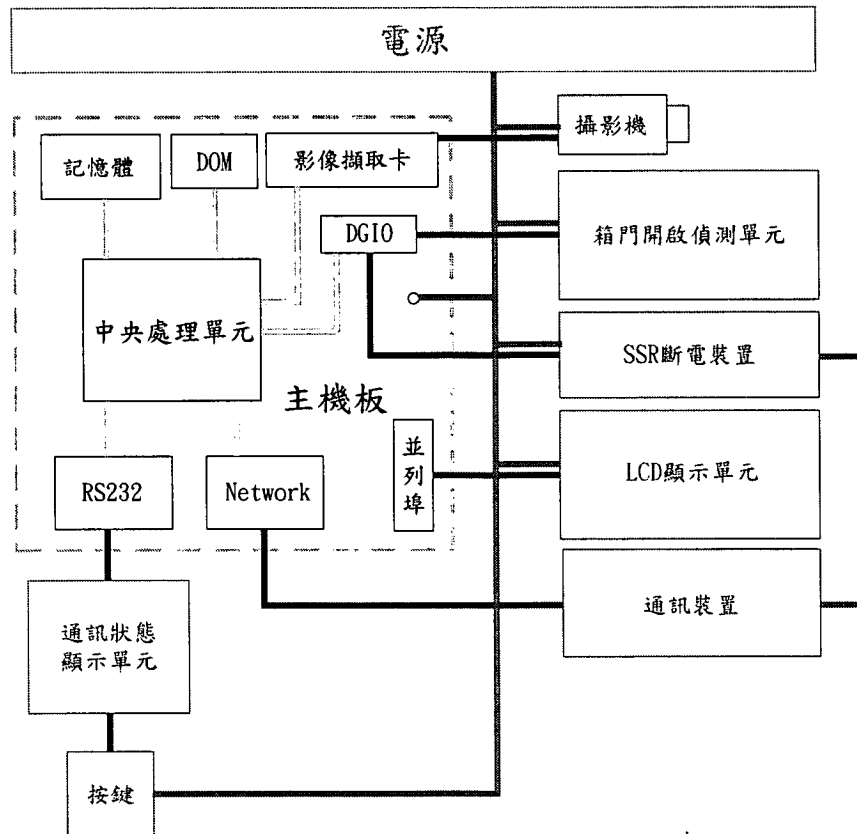 電源
攝影機
記憶體
DOM
影像擷取卡
DGIO
箱門開啟偵測單元
中央處理單元
SSR斷電裝置
主機板
並
列
埠
LCD顯示單元
RS232
Network
通訊裝置
通訊狀態
顯示單元
按鍵